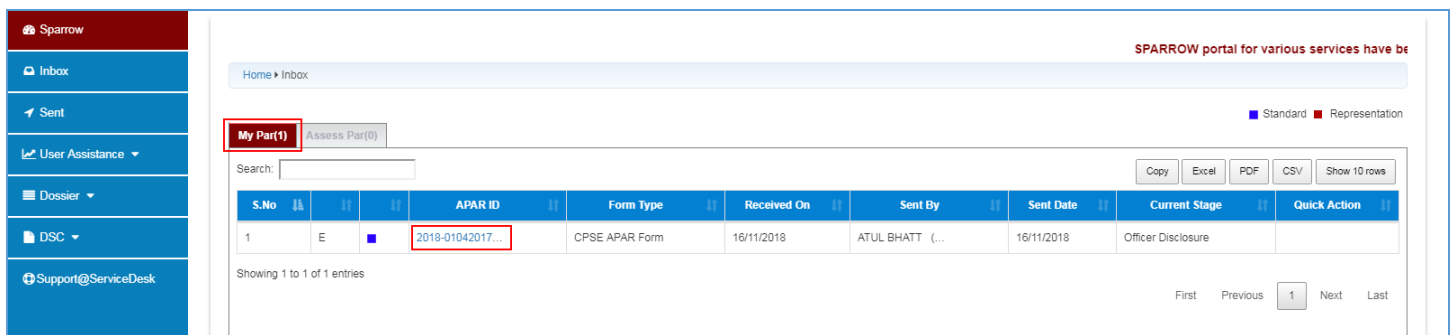 Sparrow
Inbox
Sent
User Assistance
Dossier
DSC
Support@ServiceDesk
SPARROW portal for various services have be
Home Inbox
Standard Representation
My Par(1) Assess Par(0)
Search:
Copy Excel PDF CSV Show 10 rows
S.No APAR ID Form Type Received On Sent By Sent Date Current Stage Quick Action
1 E 2018-01042017... CPSE APAR Form 16/11/2018 ATUL BHATT (... 16/11/2018 Officer Disclosure
Showing 1 to 1 of 1 entries
First Previous 1 Next Last